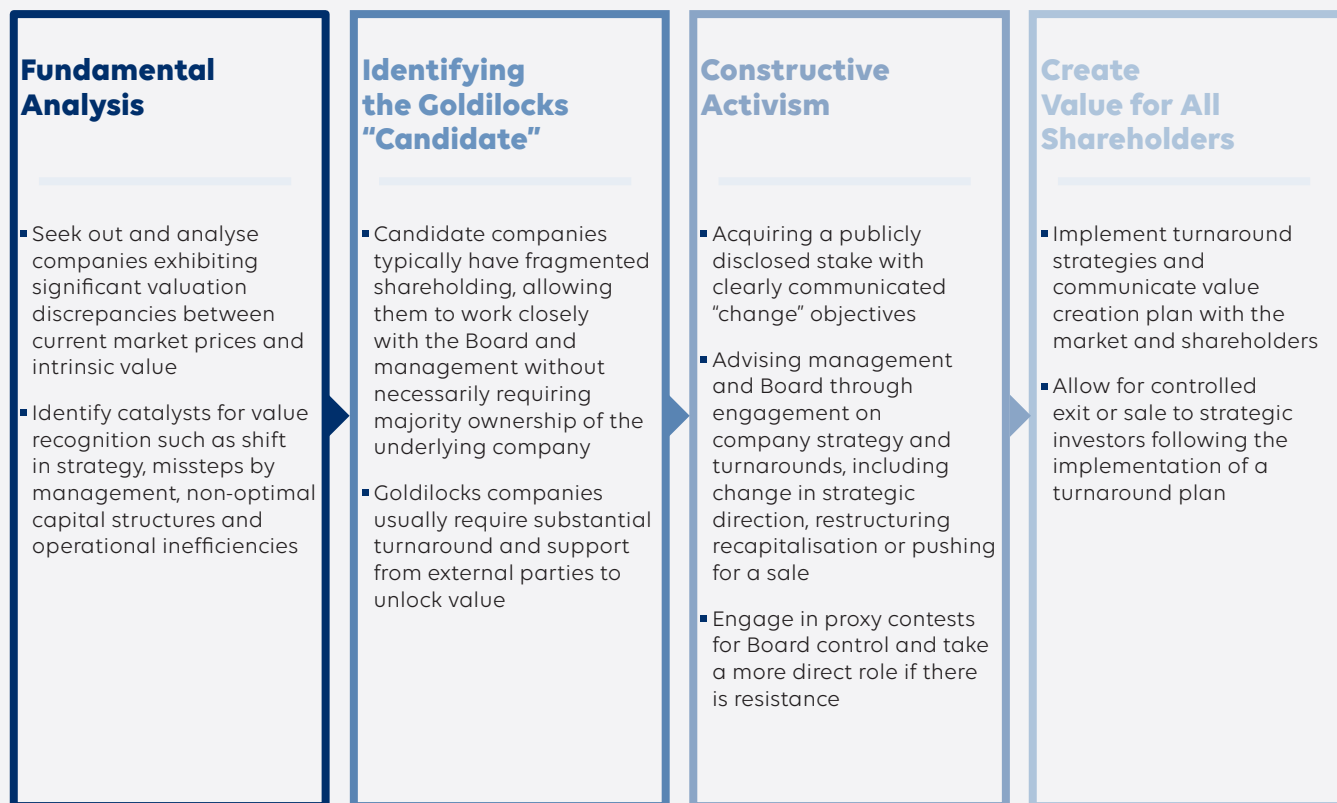 Fundamental
Analysis
▪ Seek out and analyse
companies exhibiting
significant valuation
discrepancies between
current market prices and
intrinsic value
▪ Identify catalysts for value
recognition such as shift
in strategy, missteps by
management, non-optimal
capital structures and
operational inefficiencies
Identifying
the Goldilocks
“Candidate”
▪ Candidate companies
typically have fragmented
shareholding, allowing
them to work closely
with the Board and
management without
necessarily requiring
majority ownership of the
underlying company
▪ Goldilocks companies
usually require substantial
turnaround and support
from external parties to
unlock value
Constructive
Activism
▪ Acquiring a publicly
disclosed stake with
clearly communicated
“change” objectives
▪ Advising management
and Board through
engagement on
company strategy and
turnarounds, including
change in strategic
direction, restructuring
recapitalisation or pushing
for a sale
▪ Engage in proxy contests
for Board control and take
a more direct role if there
is resistance
Create
Value for All
Shareholders
▪ Implement turnaround
strategies and
communicate value
creation plan with the
market and shareholders
▪ Allow for controlled
exit or sale to strategic
investors following the
implementation of a
turnaround plan